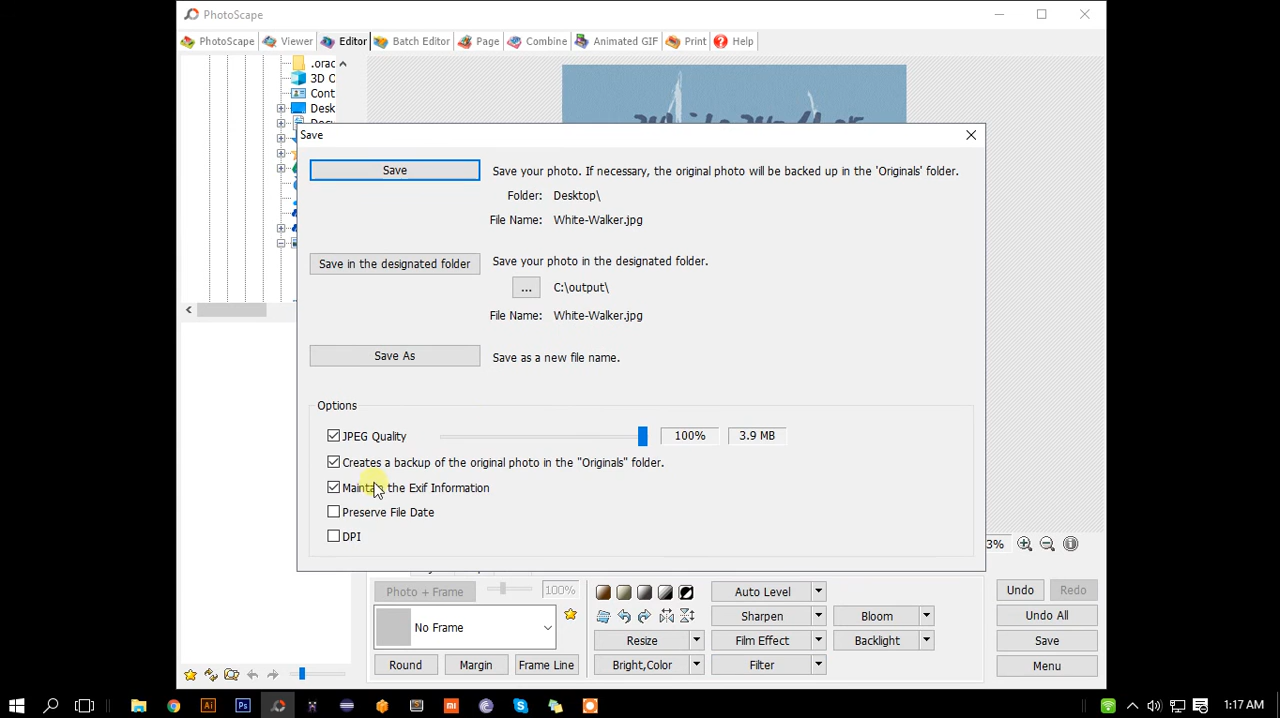 PhotoScape
PhotoScape Viewer Editor Batch Editor Page Combine Animated GIF Print Help
.orac
3D O
Cont
Desk
Save
Save Save your photo. If necessary, the original photo will be backed up in the 'Originals' folder.
Folder: Desktop\
File Name: White-Walker.jpg
Save in the designated folder Save your photo in the designated folder.
... C:\output\
File Name: White-Walker.jpg
Save As Save as a new file name.
Options
JPEG Quality 100% 3.9 MB
Creates a backup of the original photo in the "Originals" folder.
Maintain the Exif Information
Preserve File Date
DPI
3%
Photo + Frame 100% Auto Level Undo Redo
No Frame Sharpen Bloom Undo All
Resize Film Effect Backlight Save
Round Margin Frame Line Bright,Color Filter Menu
Ai Ps mi 1:17 AM